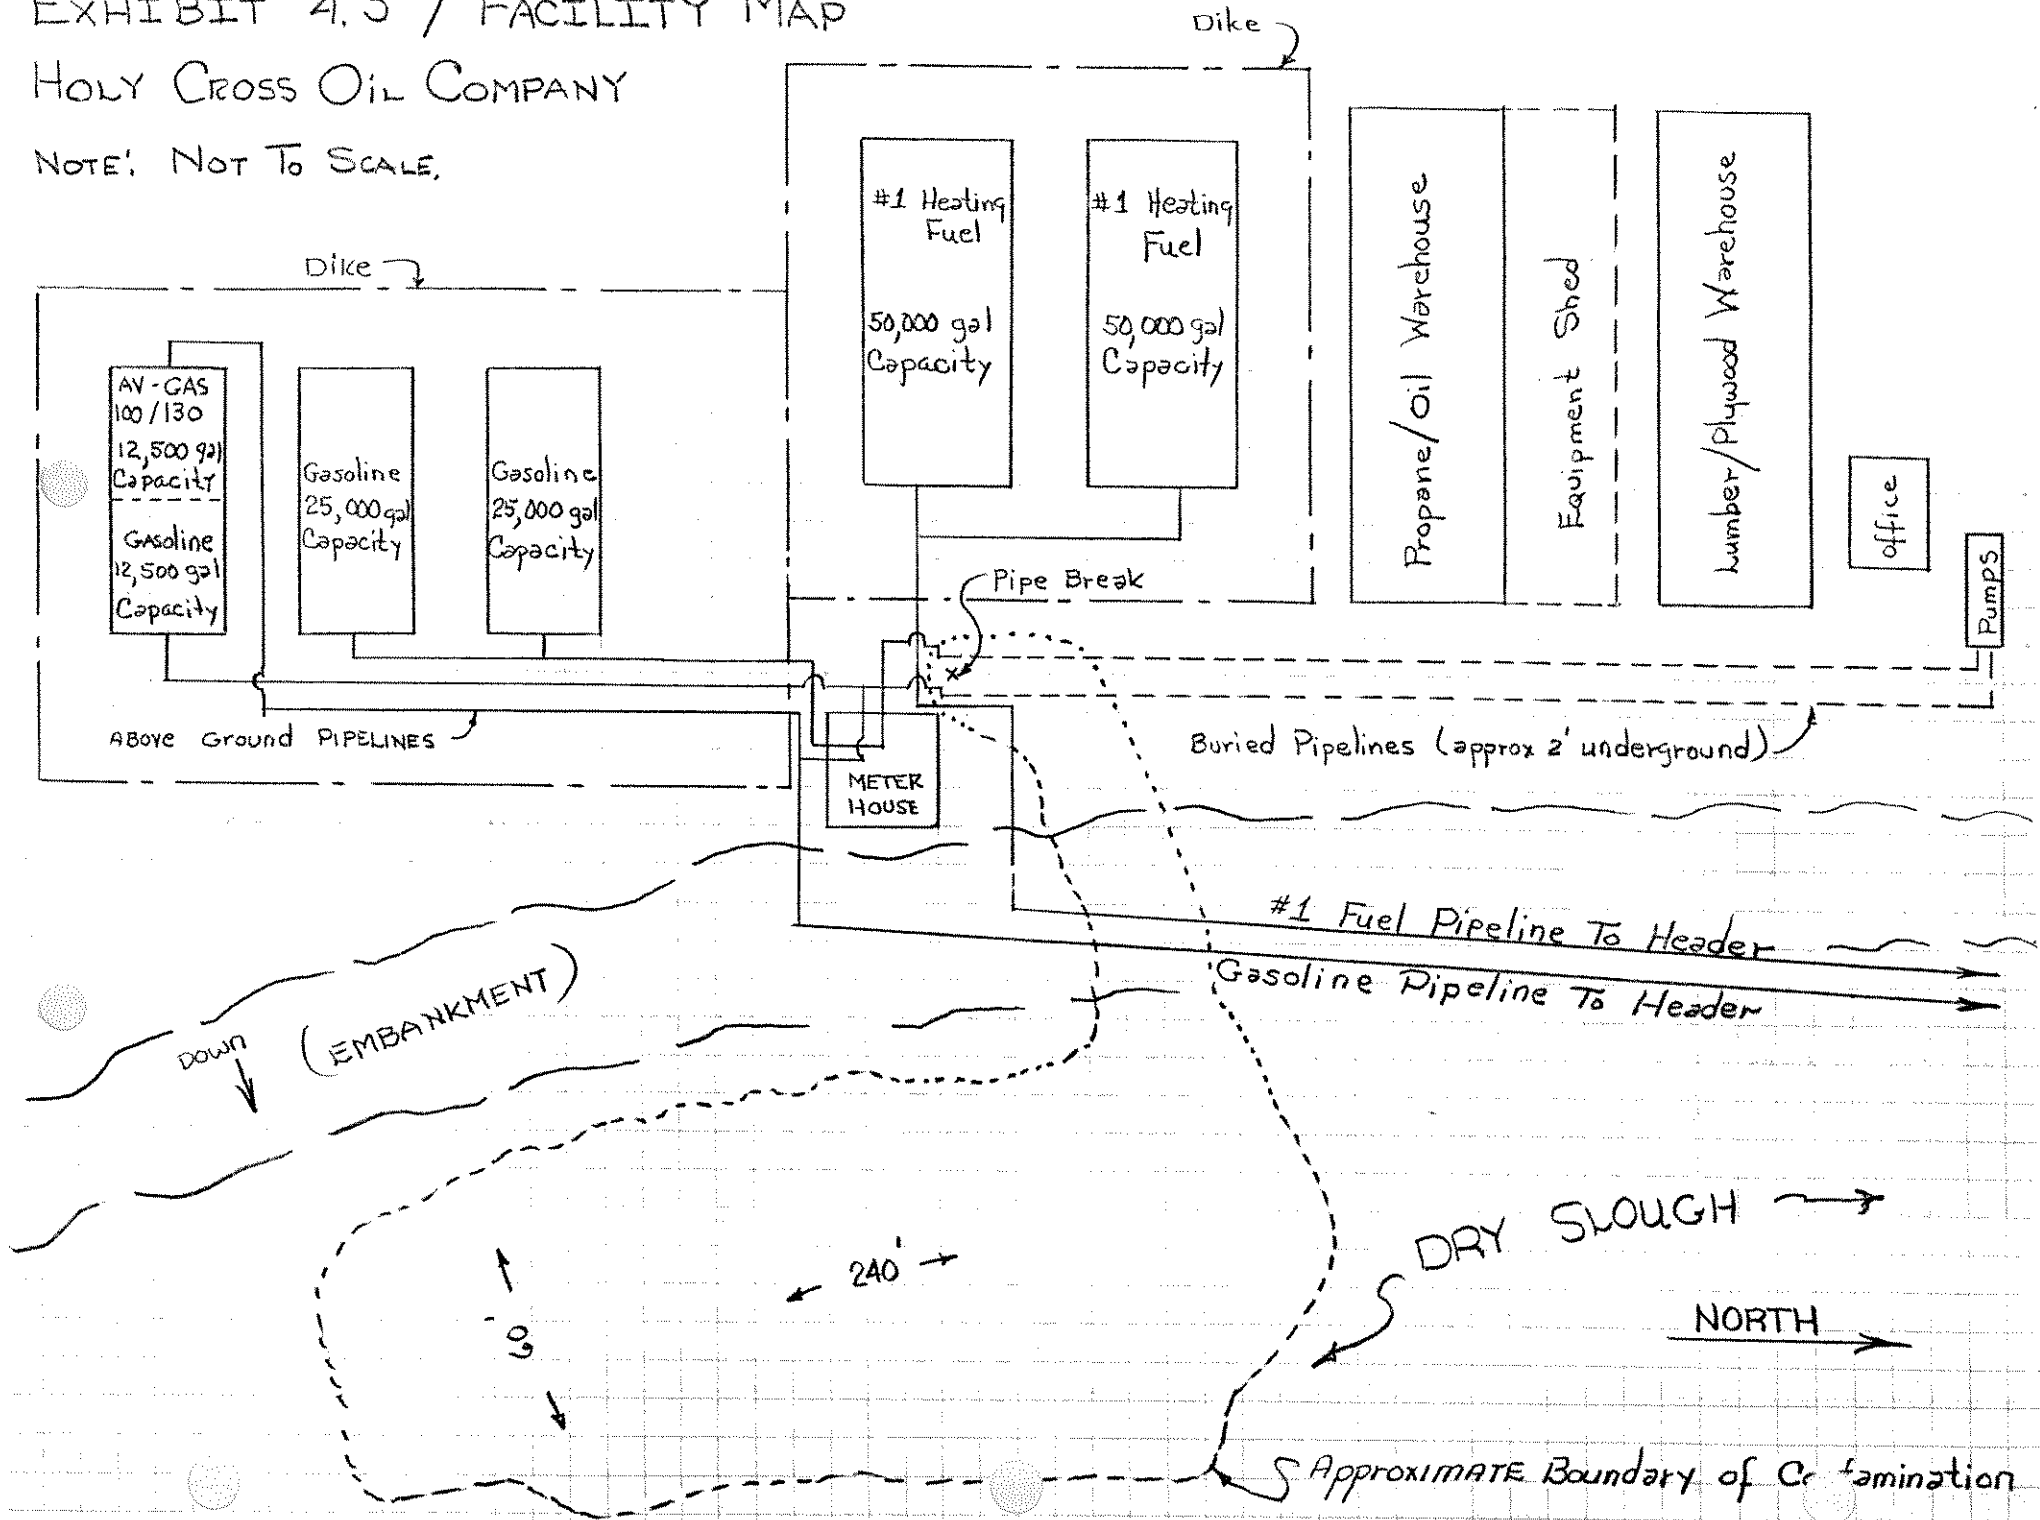 EXHIBIT 4.5 / FACILITY MAP
HOLY CROSS OIL COMPANY
NOTE: NOT TO SCALE.
Dike
Dike
#1 Heating
Fuel
50,000 gal
Capacity
#1 Heating
Fuel
50,000 gal
Capacity
Propane/Oil Warehouse
Equipment Shed
Lumber/Plywood Warehouse
office
Pumps
AV-GAS
100/130
12,500 gal
Capacity
GASoline
12,500 gal
Capacity
Gasoline
25,000 gal
Capacity
Gasoline
25,000 gal
Capacity
Pipe Break
x
ABOVE Ground PIPELINES
Buried Pipelines (approx 2' underground)
METER
HOUSE
#1 Fuel Pipeline To Header
Gasoline Pipeline To Header
DOWN
(EMBANKMENT)
240'
DRY SLOUGH
NORTH
APPROXIMATE Boundary of